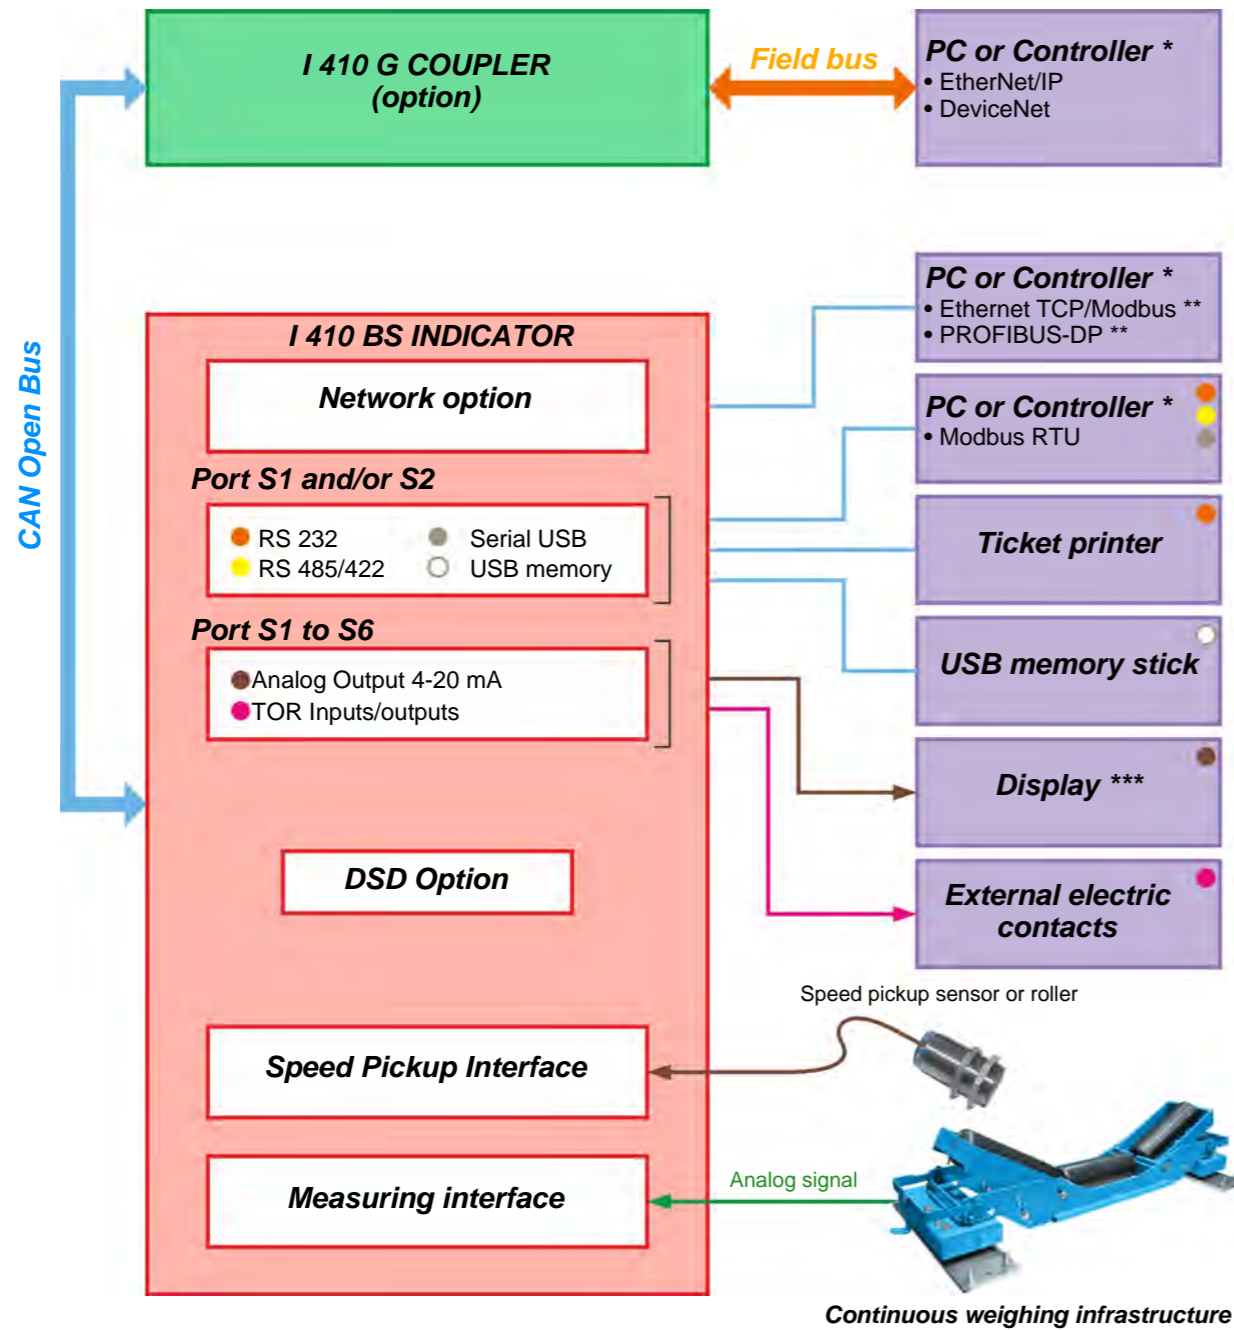 I 410 G COUPLER
(option)
Field bus
PC or Controller *
• EtherNet/IP
• DeviceNet
CAN Open Bus
I 410 BS INDICATOR
Network option
PC or Controller *
• Ethernet TCP/Modbus **
• PROFIBUS-DP **
PC or Controller *
• Modbus RTU
Port S1 and/or S2
RS 232
Serial USB
RS 485/422
USB memory
Ticket printer
Port S1 to S6
Analog Output 4-20 mA
TOR Inputs/outputs
USB memory stick
Display ***
DSD Option
External electric
contacts
Speed pickup sensor or roller
Speed Pickup Interface
Measuring interface
Analog signal
Continuous weighing infrastructure